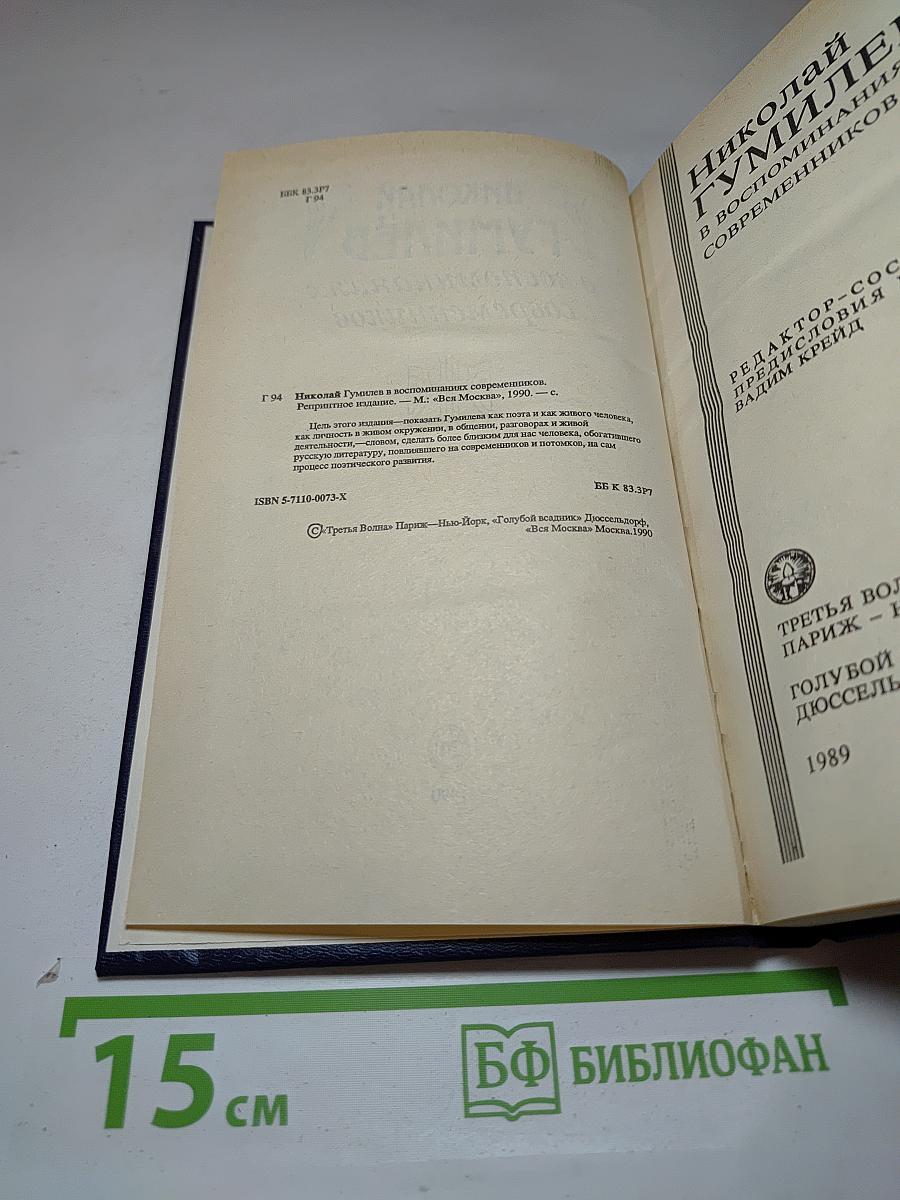 ББК 83.3Р7
Г 94
Г 94 Николай Гумилев в воспоминаниях современников.
Репринтное издание. — М.: «Вся Москва», 1990. — с.
Цель этого издания—показать Гумилева как поэта и как живого человека,
как личность в живом окружении, в общении, разговорах и живой
деятельности,—словом, сделать более близким для нас человека, обогатившего
русскую литературу, повлиявшего на современников и потомков, на сам
процесс поэтического развития.
ISBN 5-7110-0073-X
ББ К 83.3Р7
© «Третья Волна» Париж—Нью-Йорк, «Голубой всадник» Дюссельдорф,
«Вся Москва» Москва.1990
Николай
ГУМИЛЕ
В ВОСПОМИНАНИЯ
СОВРЕМЕННИКОВ
РЕДАКТОР-СОС
ПРЕДИСЛОВИЯ
ВАДИМ КРЕЙД
ТРЕТЬЯ ВОЛ
ПАРИЖ –
ГОЛУБОЙ
ДЮССЕЛЬ
1989
15 см
БФ БИБЛИОФАН